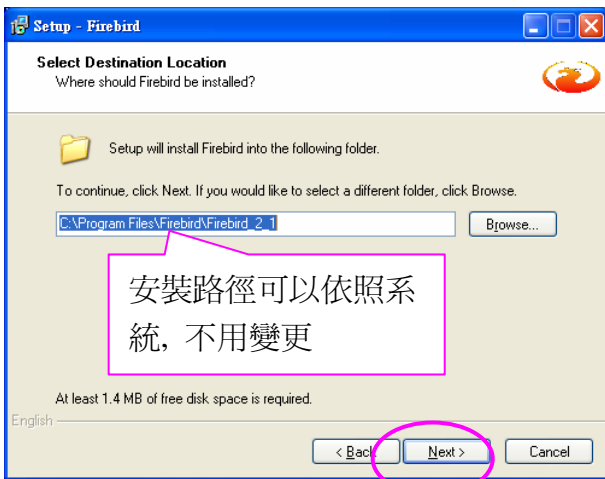 Setup - Firebird
Select Destination Location
Where should Firebird be installed?
Setup will install Firebird into the following folder.
To continue, click Next. If you would like to select a different folder, click Browse.
C:\Program Files\Firebird\Firebird_2_1
Browse...
安裝路徑可以依照系
統, 不用變更
At least 1.4 MB of free disk space is required.
English
< Back
Next >
Cancel